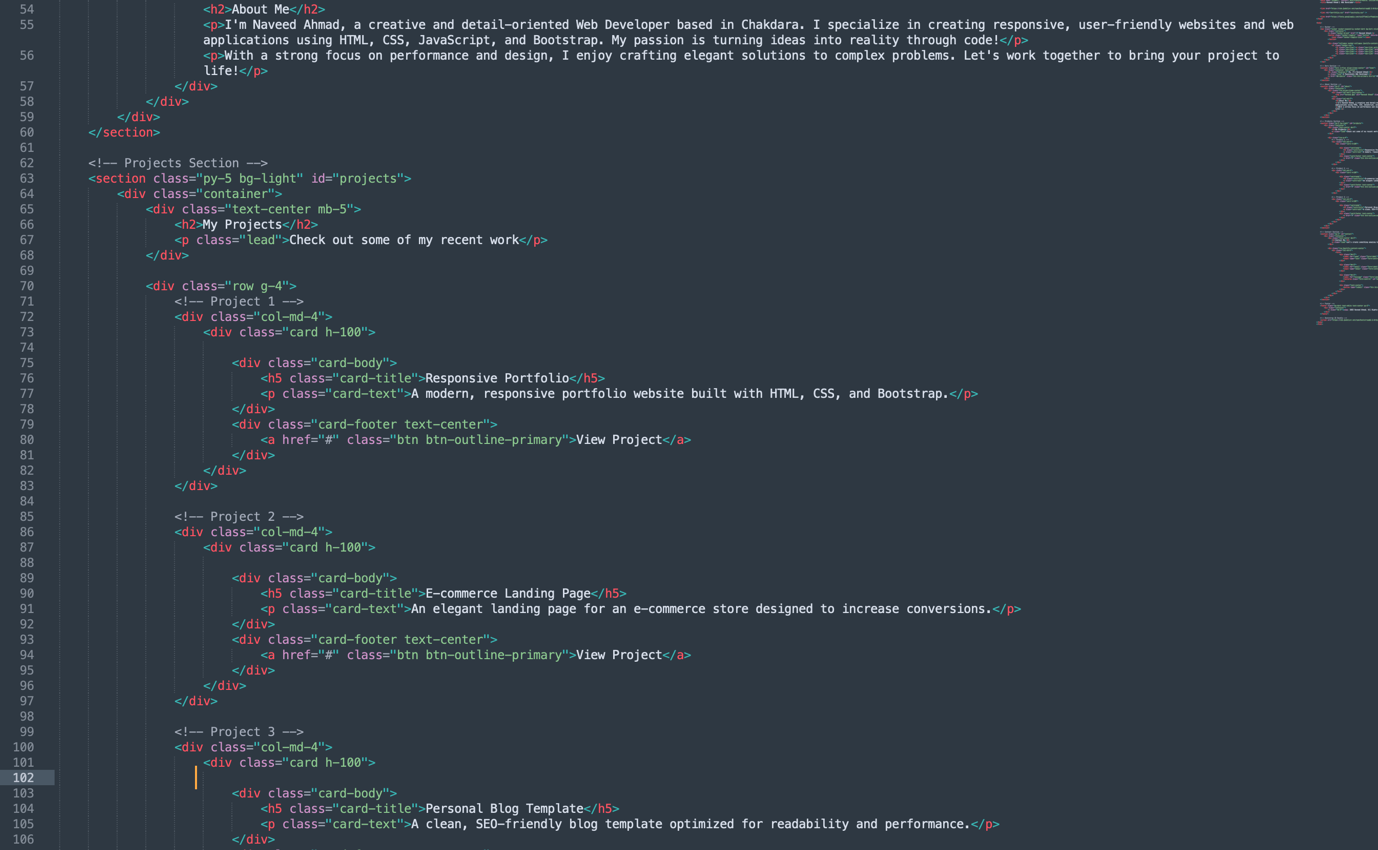 54 <h2>About Me</h2>
55 <p>I'm Naveed Ahmad, a creative and detail-oriented Web Developer based in Chakdara. I specialize in creating responsive, user-friendly websites and web
applications using HTML, CSS, JavaScript, and Bootstrap. My passion is turning ideas into reality through code!</p>
56 <p>With a strong focus on performance and design, I enjoy crafting elegant solutions to complex problems. Let's work together to bring your project to
life!</p>
57 </div>
58 </div>
59 </div>
60 </section>
61
62 <!-- Projects Section -->
63 <section class="py-5 bg-light" id="projects">
64 <div class="container">
65 <div class="text-center mb-5">
66 <h2>My Projects</h2>
67 <p class="lead">Check out some of my recent work</p>
68 </div>
69
70 <div class="row g-4">
71 <!-- Project 1 -->
72 <div class="col-md-4">
73 <div class="card h-100">
74
75 <div class="card-body">
76 <h5 class="card-title">Responsive Portfolio</h5>
77 <p class="card-text">A modern, responsive portfolio website built with HTML, CSS, and Bootstrap.</p>
78 </div>
79 <div class="card-footer text-center">
80 <a href="#" class="btn btn-outline-primary">View Project</a>
81 </div>
82 </div>
83 </div>
84
85 <!-- Project 2 -->
86 <div class="col-md-4">
87 <div class="card h-100">
88
89 <div class="card-body">
90 <h5 class="card-title">E-commerce Landing Page</h5>
91 <p class="card-text">An elegant landing page for an e-commerce store designed to increase conversions.</p>
92 </div>
93 <div class="card-footer text-center">
94 <a href="#" class="btn btn-outline-primary">View Project</a>
95 </div>
96 </div>
97 </div>
98
99 <!-- Project 3 -->
100 <div class="col-md-4">
101 <div class="card h-100">
102
103 <div class="card-body">
104 <h5 class="card-title">Personal Blog Template</h5>
105 <p class="card-text">A clean, SEO-friendly blog template optimized for readability and performance.</p>
106 </div>